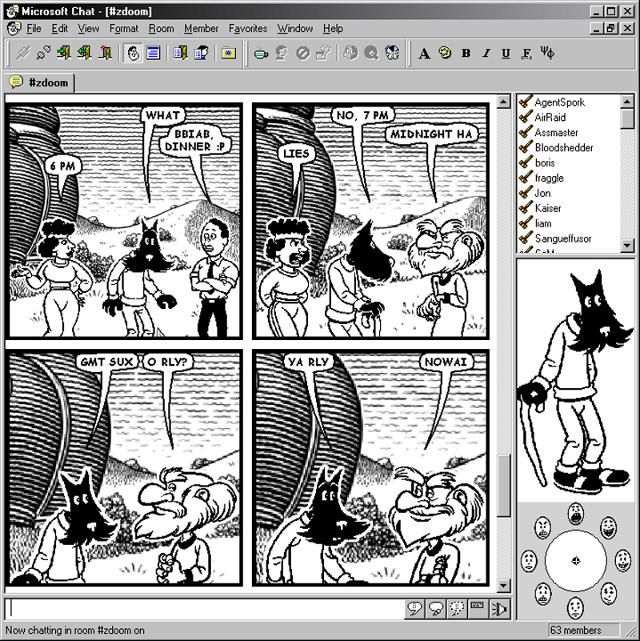 Microsoft Chat - [#zdoom]
File Edit View Format Room Member Favorites Window Help
A B I U
#zdoom
WHAT
BBIAB,
DINNER :P
6 PM
NO, 7 PM
MIDNIGHT HA
LIES
GMT SUX
O RLY?
YA RLY
NOWAI
AgentSpork
AirRaid
Assmaster
Bloodshedder
boris
fraggle
Jon
Kaiser
liam
Sangueffusor
Now chatting in room #zdoom on
63 members